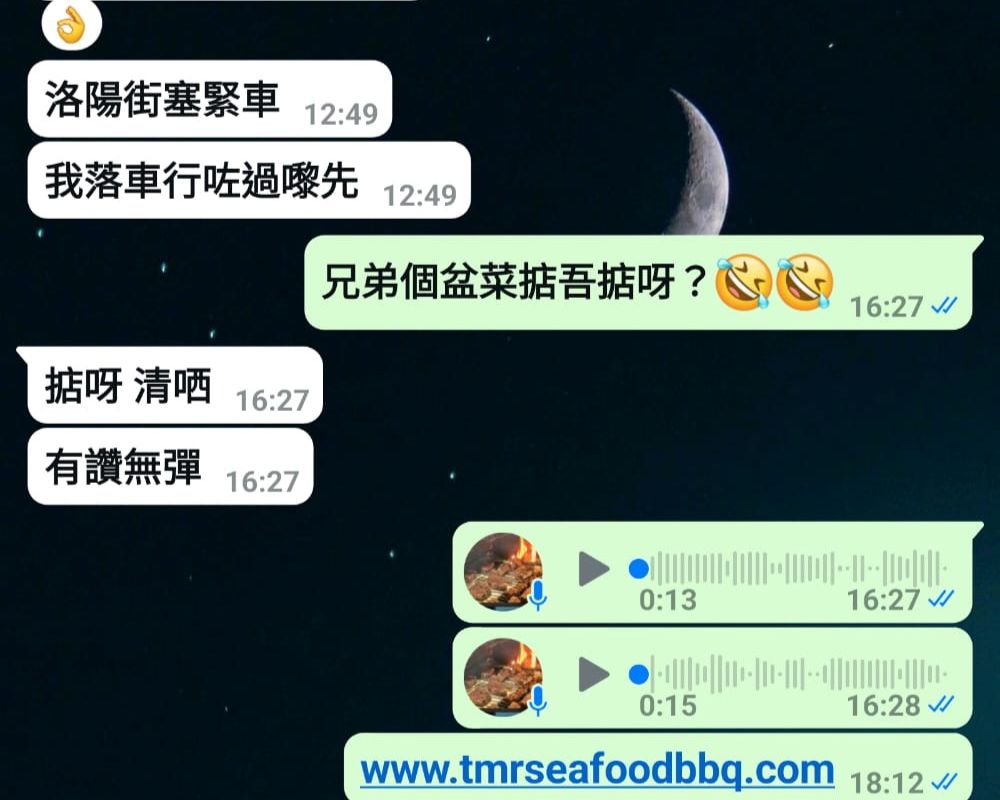 洛陽街塞緊車 12:49
我落車行咗過嚟先 12:49
兄弟個盆菜掂吾掂呀？🤣🤣 16:27
掂呀 清哂 16:27
有讚無彈 16:27
0:13 16:27
0:15 16:28
www.tmrseafoodbbq.com 18:12